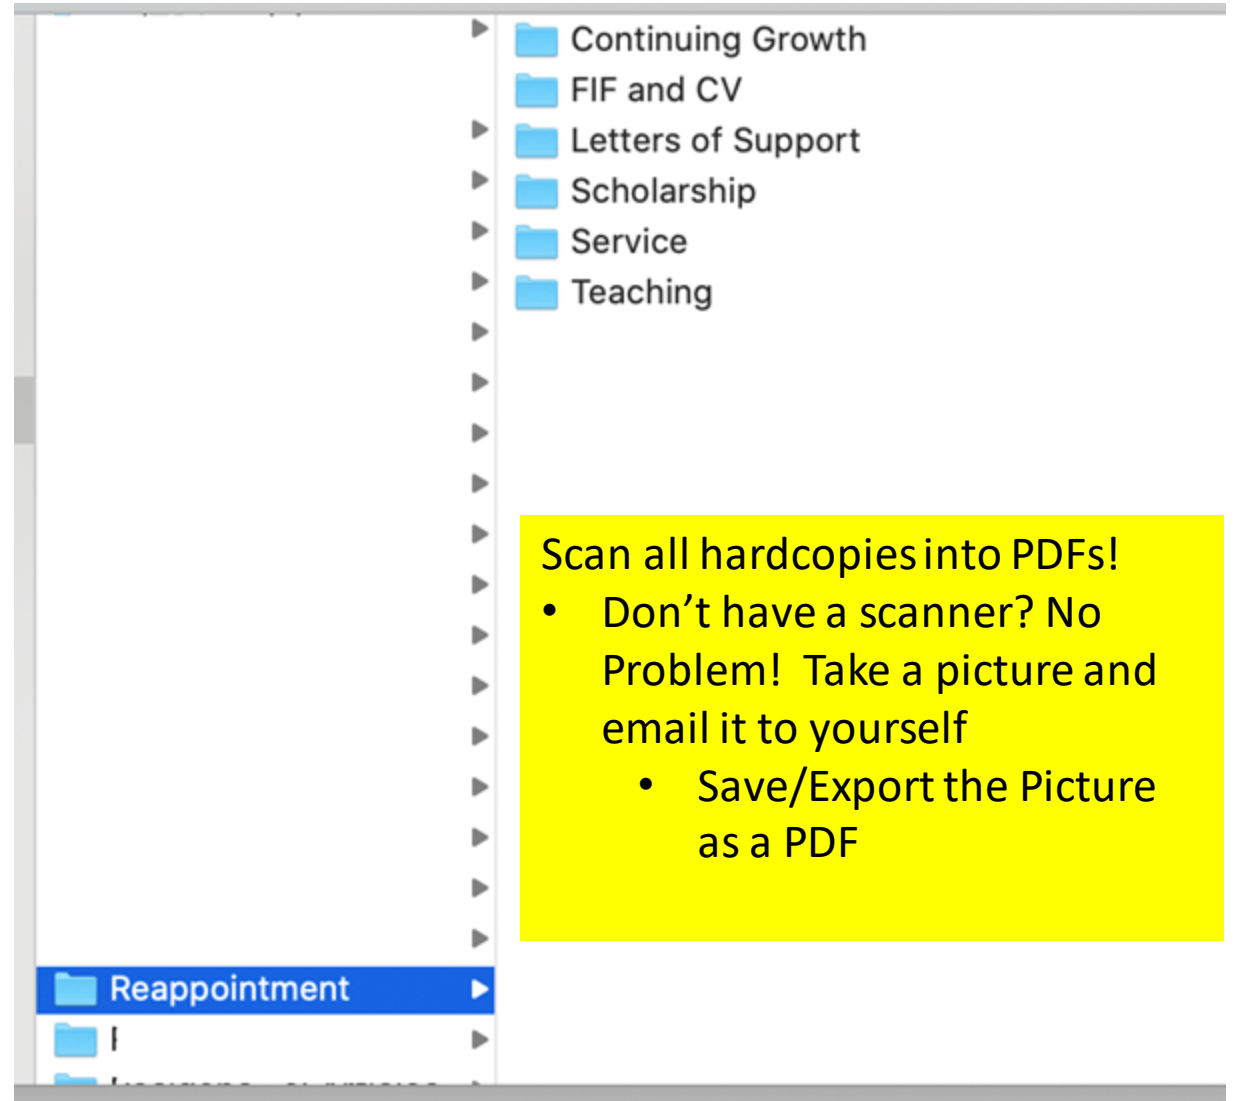 Continuing Growth
FIF and CV
Letters of Support
Scholarship
Service
Teaching
Scan all hardcopies into PDFs!
• Don’t have a scanner? No
Problem! Take a picture and
email it to yourself
• Save/Export the Picture
as a PDF
Reappointment